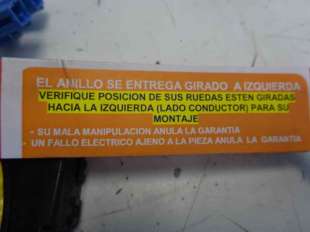 EL ANILLO SE ENTREGA GIRADO A IZQUIERDA
VERIFIQUE POSICION DE SUS RUEDAS ESTEN GIRADAS
HACIA LA IZQUIERDA (LADO CONDUCTOR) PARA SU
MONTAJE
- SU MALA MANIPULACION ANULA LA GARANTIA
- UN FALLO ELECTRICO AJENO A LA PIEZA ANULA LA GARANTIA